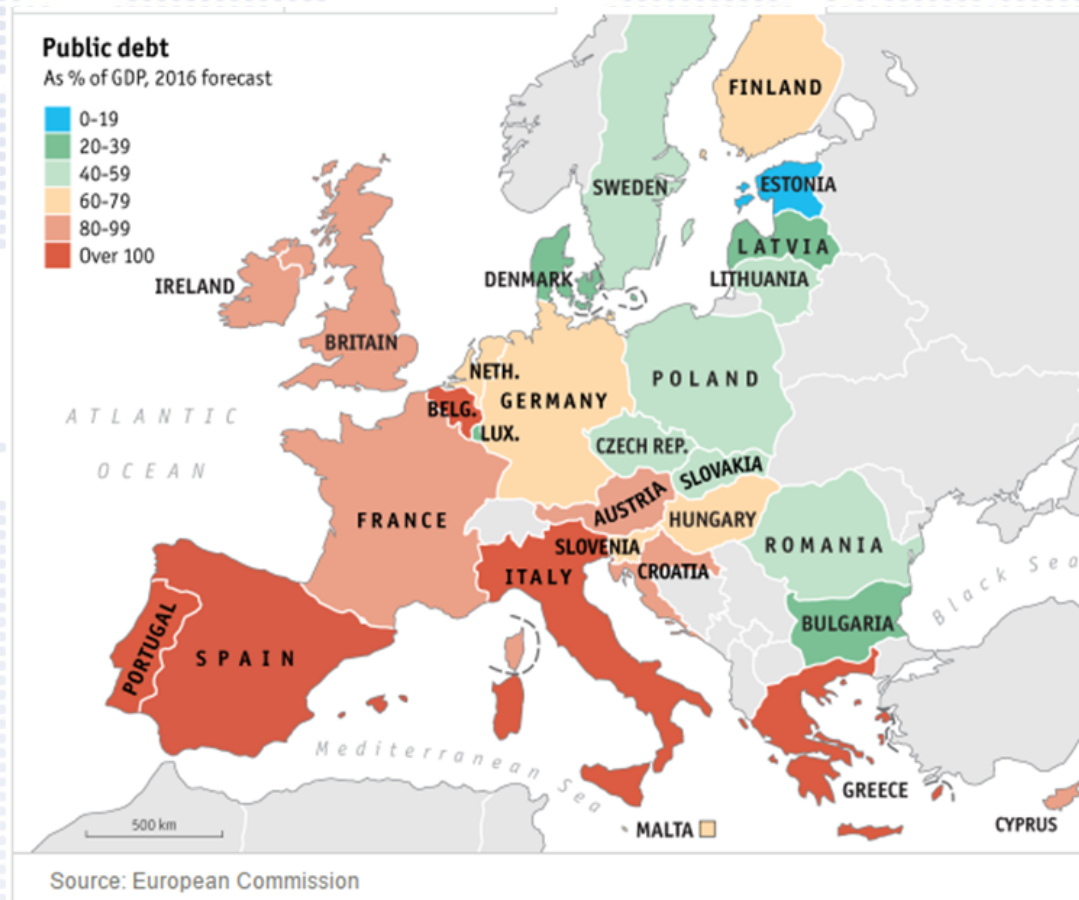 Public debt
As % of GDP, 2016 forecast
0-19
20-39
40-59
60-79
80-99
Over 100
FINLAND
SWEDEN
ESTONIA
LATVIA
LITHUANIA
DENMARK
IRELAND
BRITAIN
NETH.
GERMANY
POLAND
BELG.
LUX.
ATLANTIC
OCEAN
CZECH REP.
SLOVAKIA
AUSTRIA
HUNGARY
FRANCE
SLOVENIA
ROMANIA
ITALY
CROATIA
Black Sea
BULGARIA
PORTUGAL
SPAIN
Mediterranean Sea
GREECE
500 km
MALTA
CYPRUS
Source: European Commission